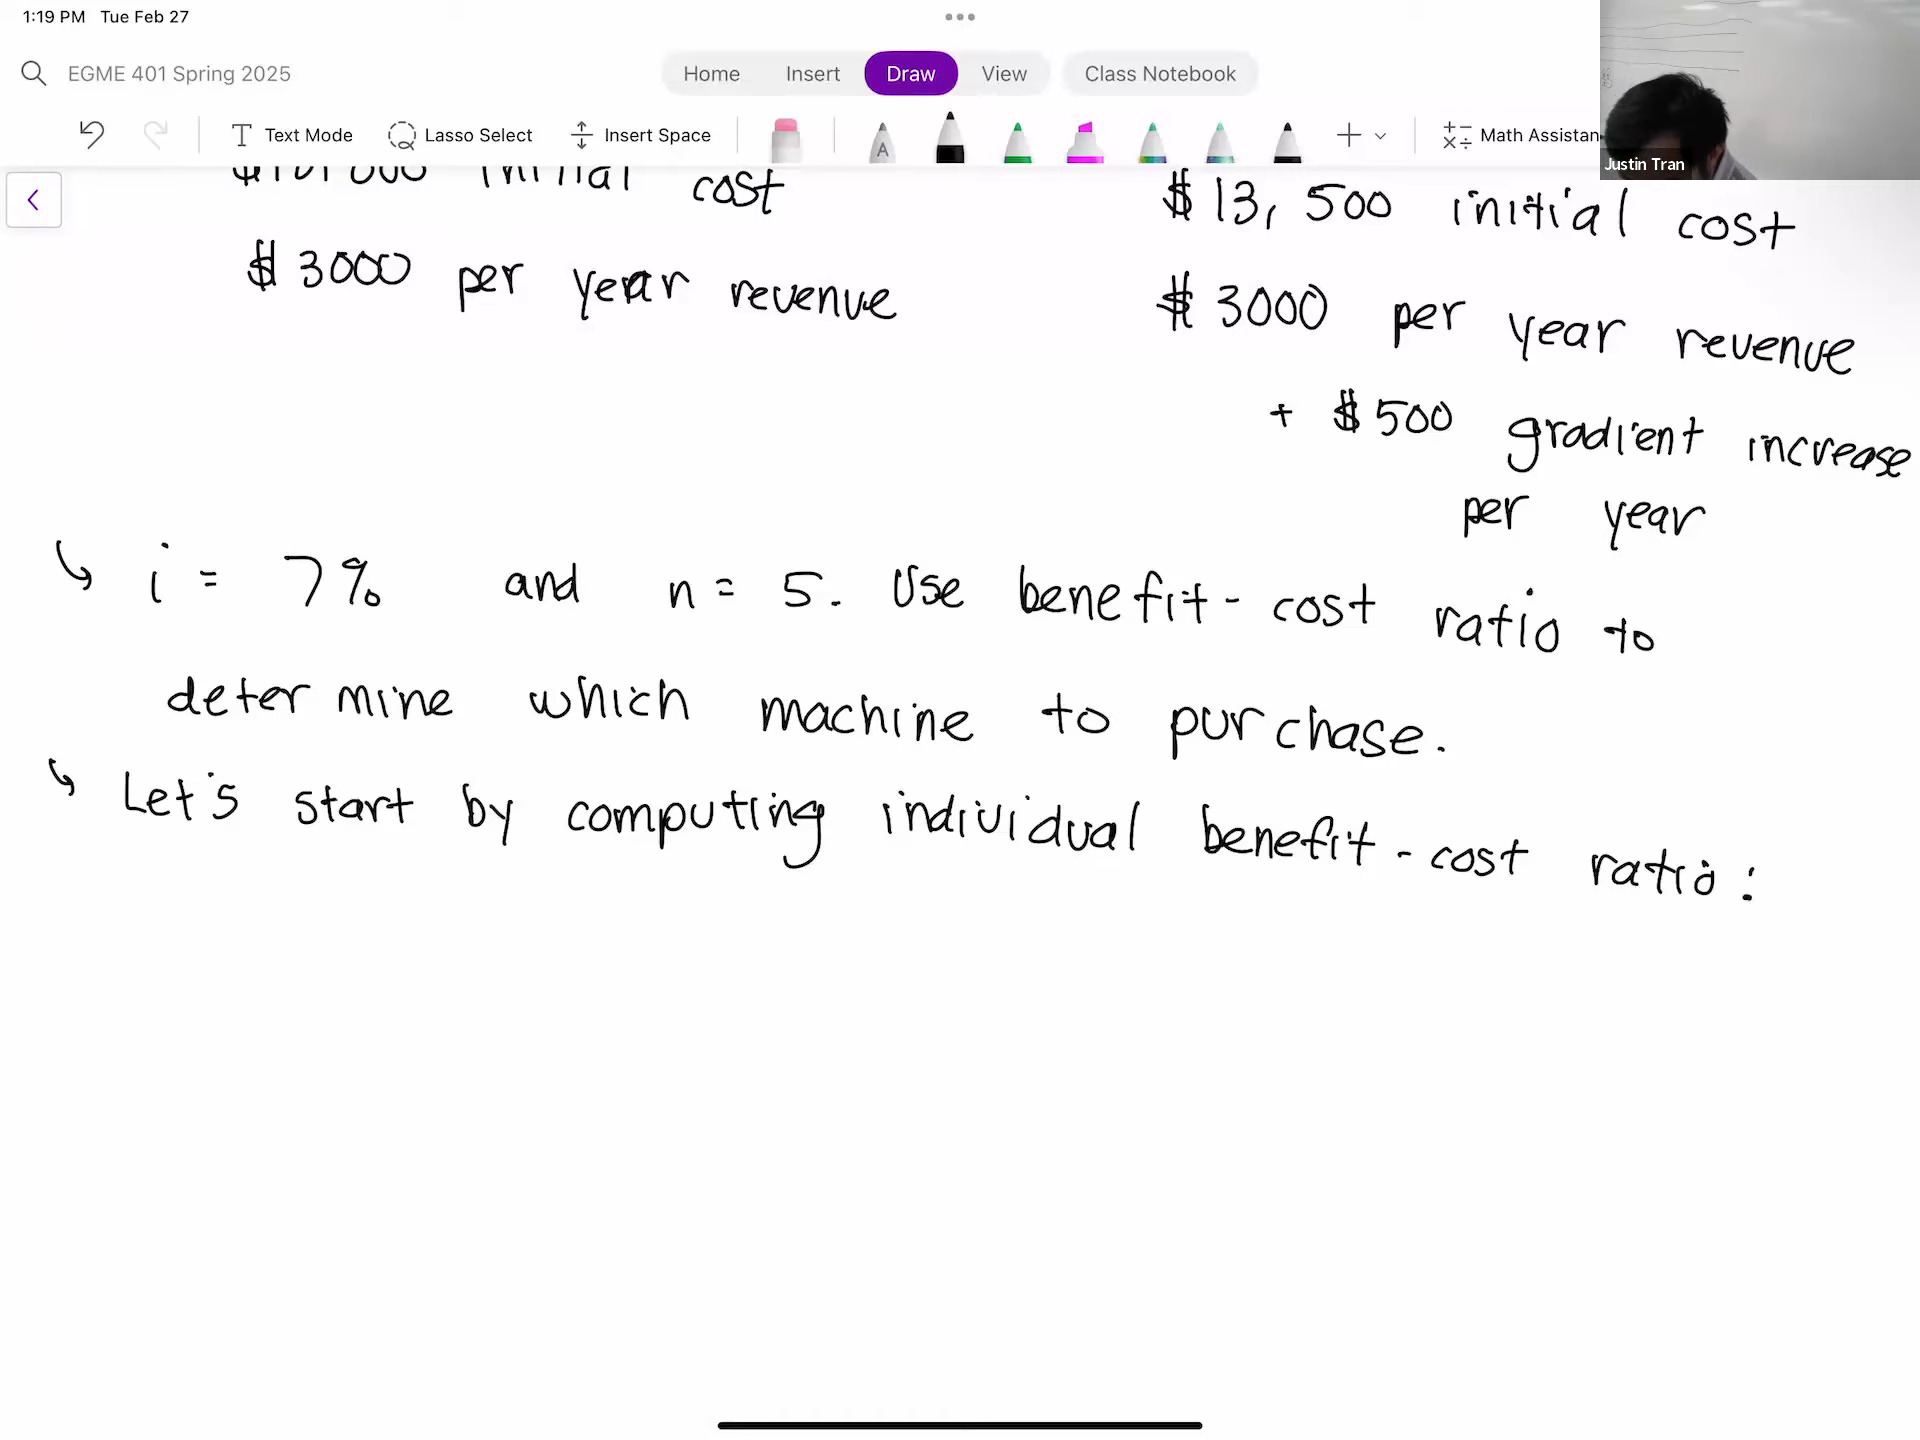 1:19 PM Tue Feb 27
EGME 401 Spring 2025
Home Insert Draw View Class Notebook
Text Mode Lasso Select Insert Space A Math Assistan
Justin Tran
initial cost
$ 3000 per year revenue
$ 13, 500 initial cost
$ 3000 per year revenue
+ $ 500 gradient increase
per year
i = 7% and n = 5. Use benefit - cost ratio to
determine which machine to purchase.
Let's start by computing individual benefit - cost ratio :